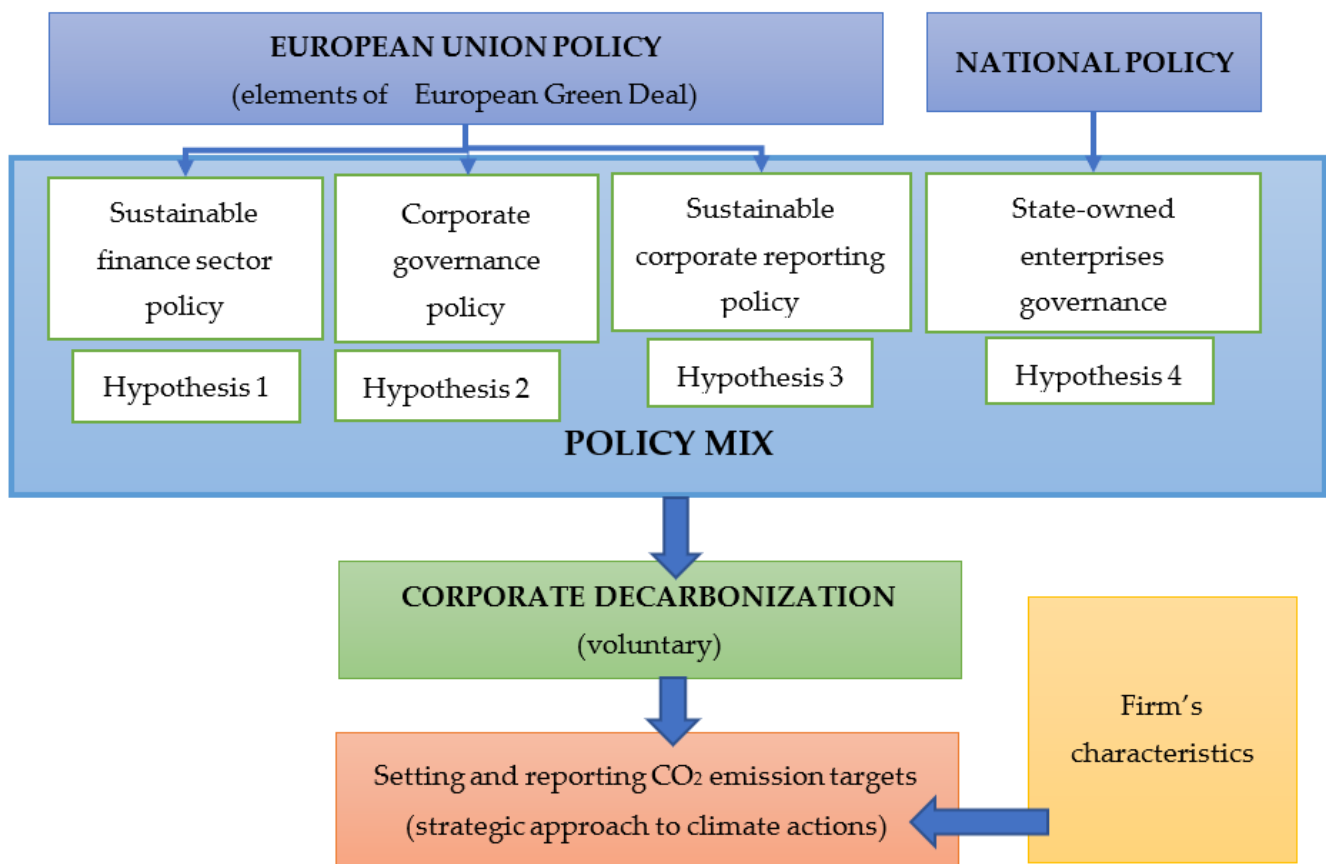 EUROPEAN UNION POLICY
(elements of European Green Deal)
NATIONAL POLICY
Sustainable
finance sector
policy
Hypothesis 1
Corporate
governance
policy
Hypothesis 2
Sustainable
corporate reporting
policy
Hypothesis 3
State-owned
enterprises
governance
Hypothesis 4
POLICY MIX
CORPORATE DECARBONIZATION
(voluntary)
Setting and reporting CO₂ emission targets
(strategic approach to climate actions)
Firm’s
characteristics